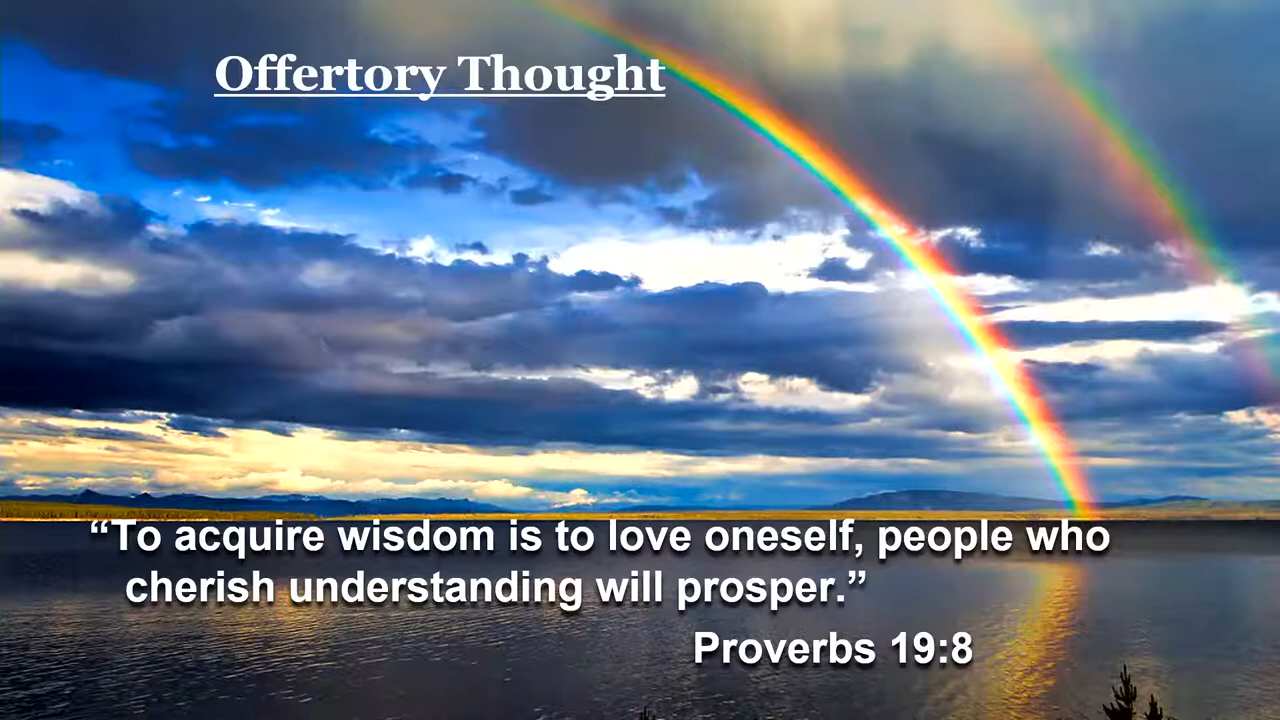 Offertory Thought
“To acquire wisdom is to love oneself, people who
cherish understanding will prosper.”
Proverbs 19:8